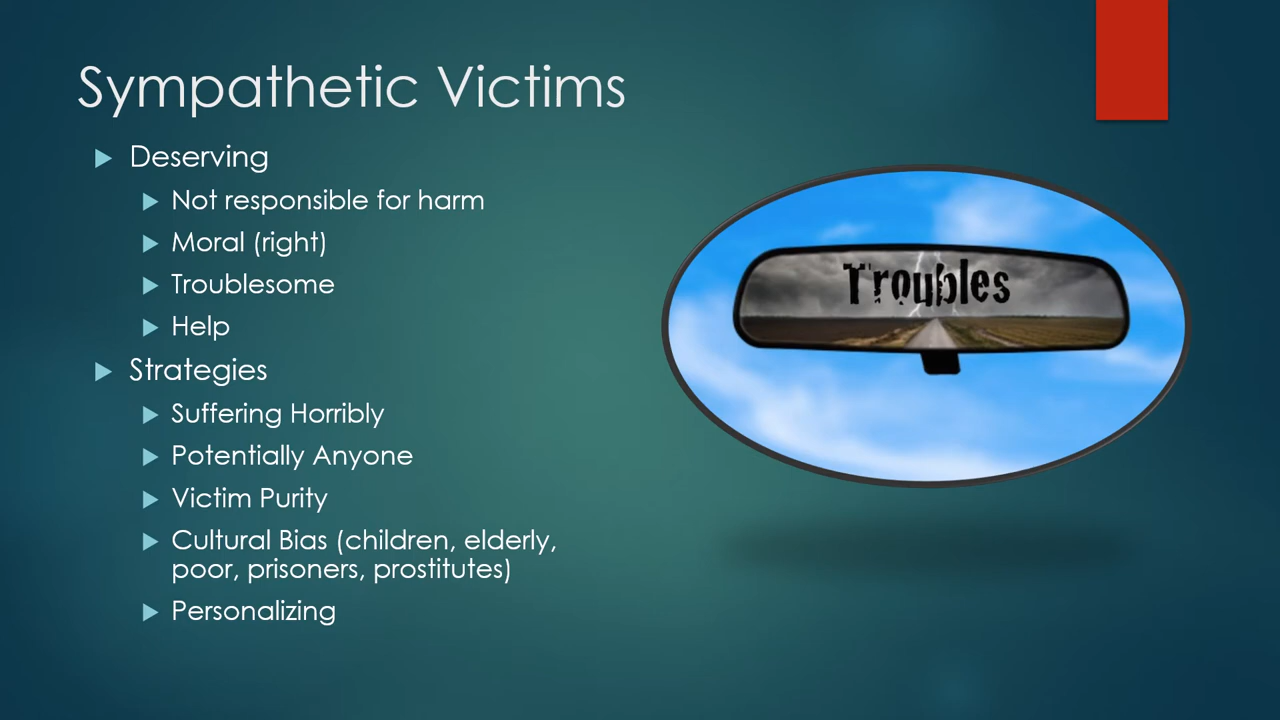 Sympathetic Victims
Deserving
Not responsible for harm
Moral (right)
Troublesome
Help
Strategies
Suffering Horribly
Potentially Anyone
Victim Purity
Cultural Bias (children, elderly,
poor, prisoners, prostitutes)
Personalizing
Troubles